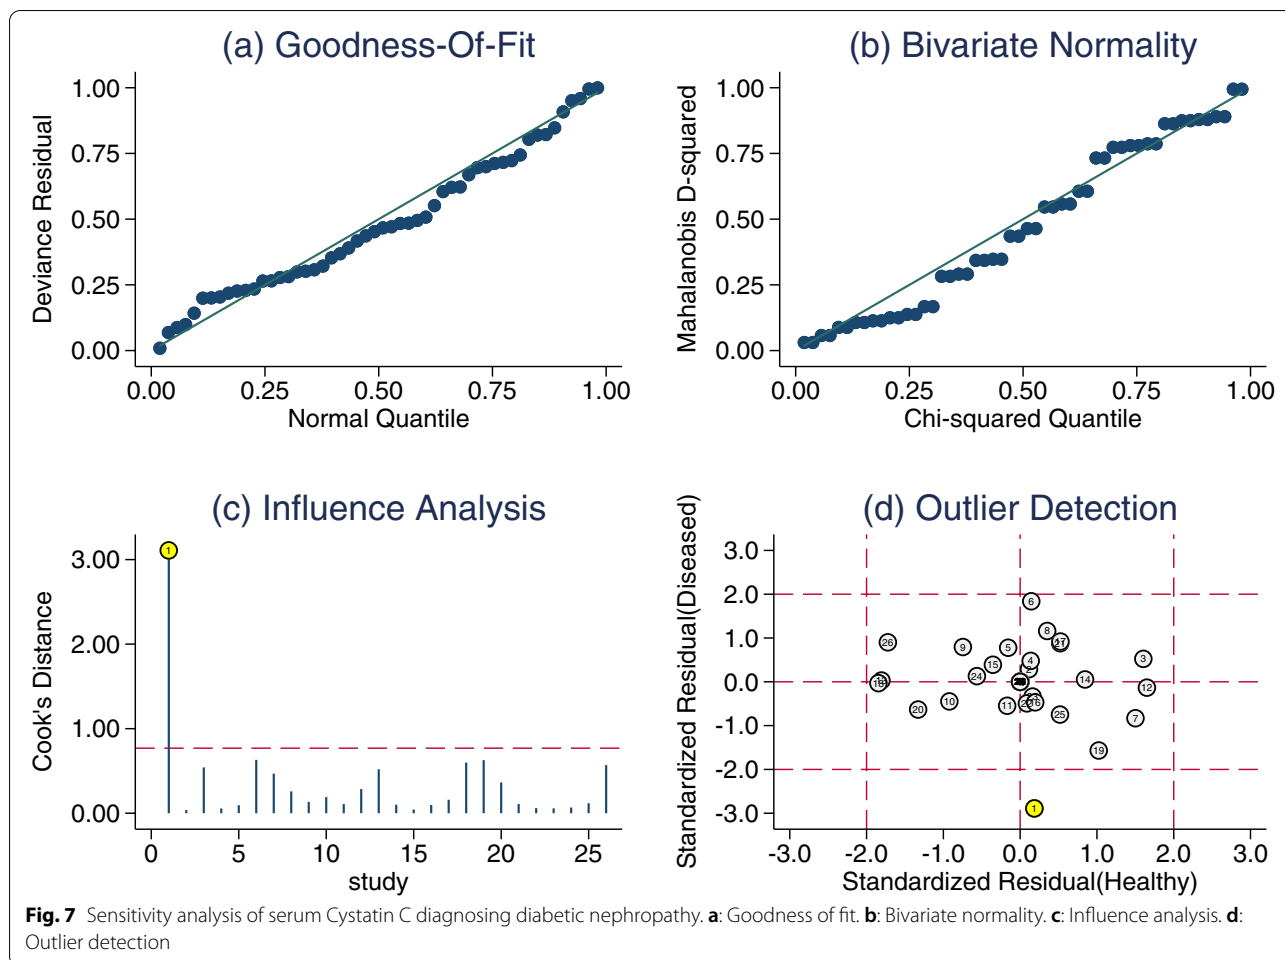 (a) Goodness-Of-Fit
Deviance Residual
1.00
0.75
0.50
0.25
0.00
0.00 0.25 0.50 0.75 1.00
Normal Quantile
(b) Bivariate Normality
Mahalanobis D-squared
1.00
0.75
0.50
0.25
0.00
0.00 0.25 0.50 0.75 1.00
Chi-squared Quantile
(c) Influence Analysis
Cook's Distance
3.00
2.00
1.00
0.00
1
0 5 10 15 20 25
study
(d) Outlier Detection
Standardized Residual(Diseased)
3.0
2.0
1.0
0.0
-1.0
-2.0
-3.0
6
8
17
21
26
9
5
3
4
15
2
24
14
18
12
10
11
16
20
25
7
19
1
-3.0 -2.0 -1.0 0.0 1.0 2.0 3.0
Standardized Residual(Healthy)
Fig. 7 Sensitivity analysis of serum Cystatin C diagnosing diabetic nephropathy. a: Goodness of fit. b: Bivariate normality. c: Influence analysis. d:
Outlier detection